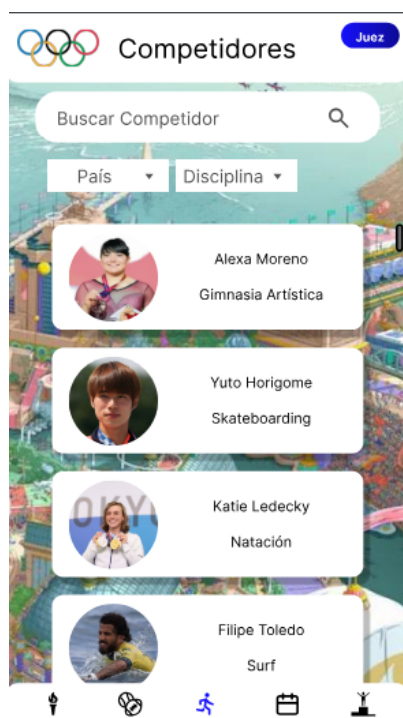 Competidores
Juez
Buscar Competidor
País
Disciplina
Alexa Moreno
Gimnasia Artística
Yuto Horigome
Skateboarding
TOKY
Katie Ledecky
Natación
Filipe Toledo
Surf